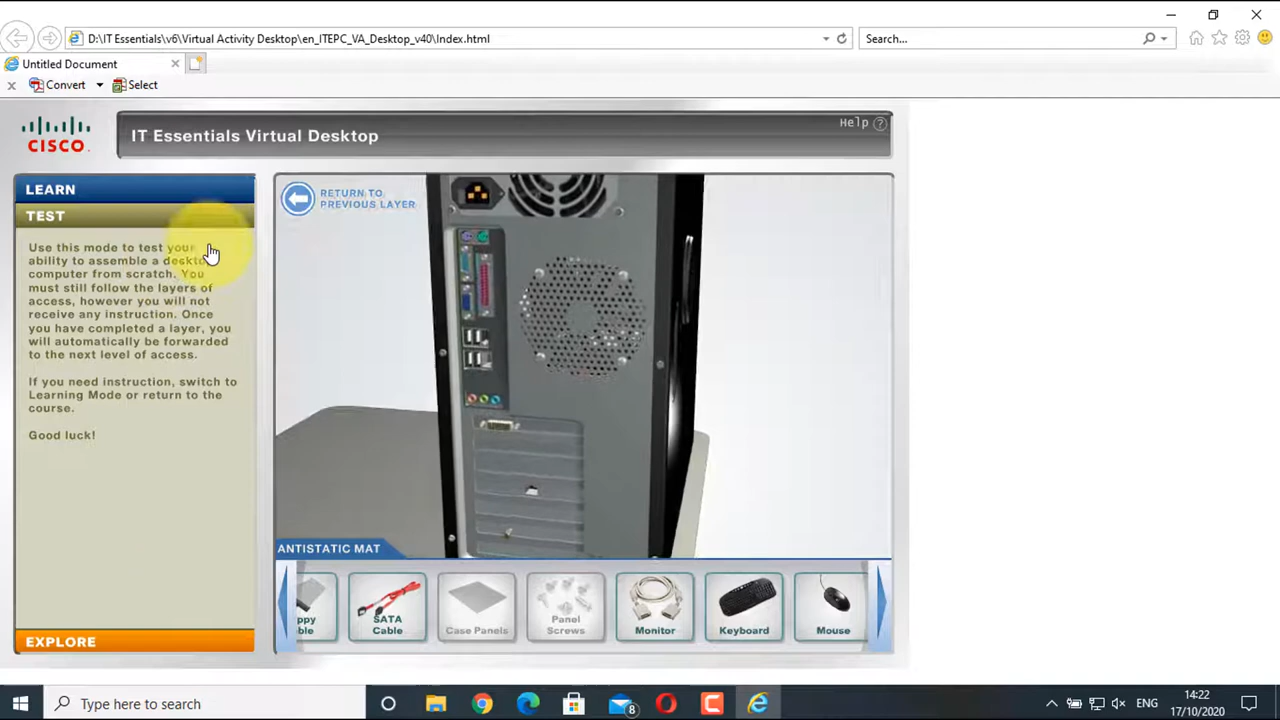 D:\IT Essentials\v6\Virtual Activity Desktop\en_ITEPC_VA_Desktop_v40\Index.html
Search...
Untitled Document
x Convert Select
CISCO
IT Essentials Virtual Desktop
Help ?
LEARN
TEST
Use this mode to test your
ability to assemble a
computer from scratch. You
must still follow the layers of
access, however you will not
receive any instruction. Once
you have completed a layer, you
will automatically be forwarded
to the next level of access.
If you need instruction, switch to
Learning Mode or return to the
course.
Good luck!
EXPLORE
RETURN TO
PREVIOUS LAYER
ANTISTATIC MAT
SATA
Cable
Case Panels
Panel
Screws
Monitor
Keyboard
Mouse
Type here to search
8
ENG
14:22
17/10/2020